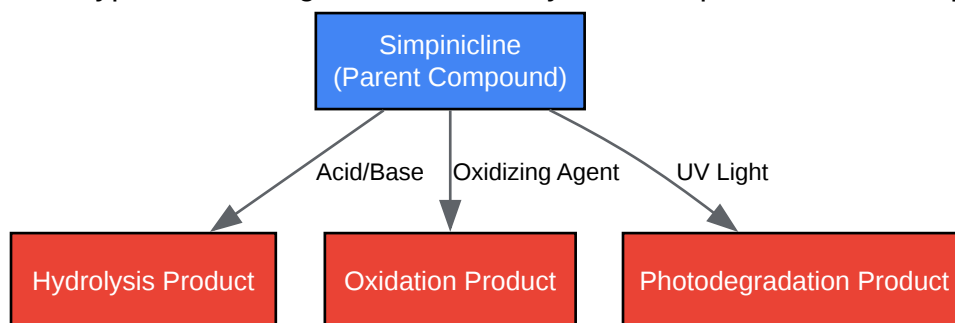 Simpinicline
(Parent Compound)
Acid/Base
Oxidizing Agent
UV Light
Hydrolysis Product
Oxidation Product
Photodegradation Product